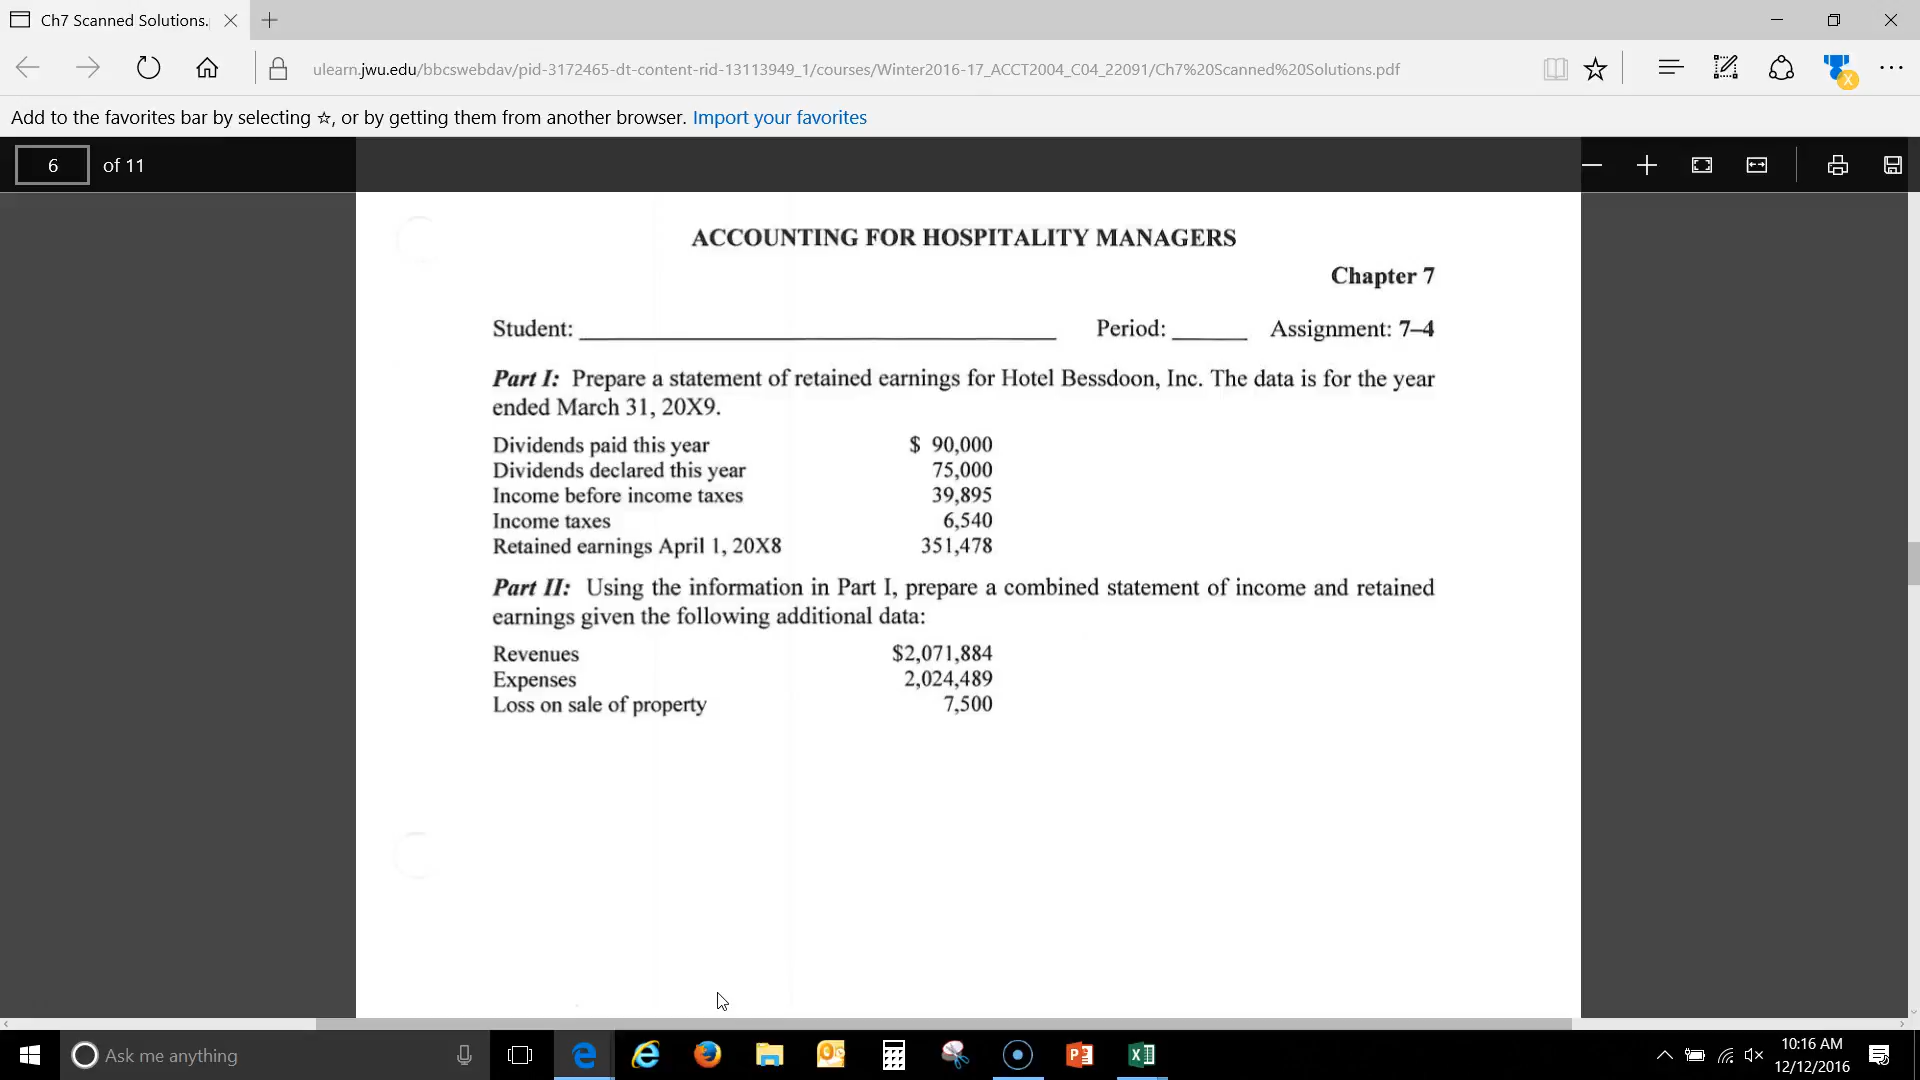 Ch7 Scanned Solutions.
ulearn.jwu.edu/bbcswebdav/pid-3172465-dt-content-rid-13113949_1/courses/Winter2016-17_ACCT2004_C04_22091/Ch7%20Scanned%20Solutions.pdf
X
Add to the favorites bar by selecting ☆, or by getting them from another browser. Import your favorites
6 of 11
ACCOUNTING FOR HOSPITALITY MANAGERS
Chapter 7
Student: ____ Period: ____ Assignment: 7–4
Part I: Prepare a statement of retained earnings for Hotel Bessdoon, Inc. The data is for the year
ended March 31, 20X9.
Dividends paid this year $ 90,000
Dividends declared this year 75,000
Income before income taxes 39,895
Income taxes 6,540
Retained earnings April 1, 20X8 351,478
Part II: Using the information in Part I, prepare a combined statement of income and retained
earnings given the following additional data:
Revenues $2,071,884
Expenses 2,024,489
Loss on sale of property 7,500
Ask me anything
10:16 AM
12/12/2016